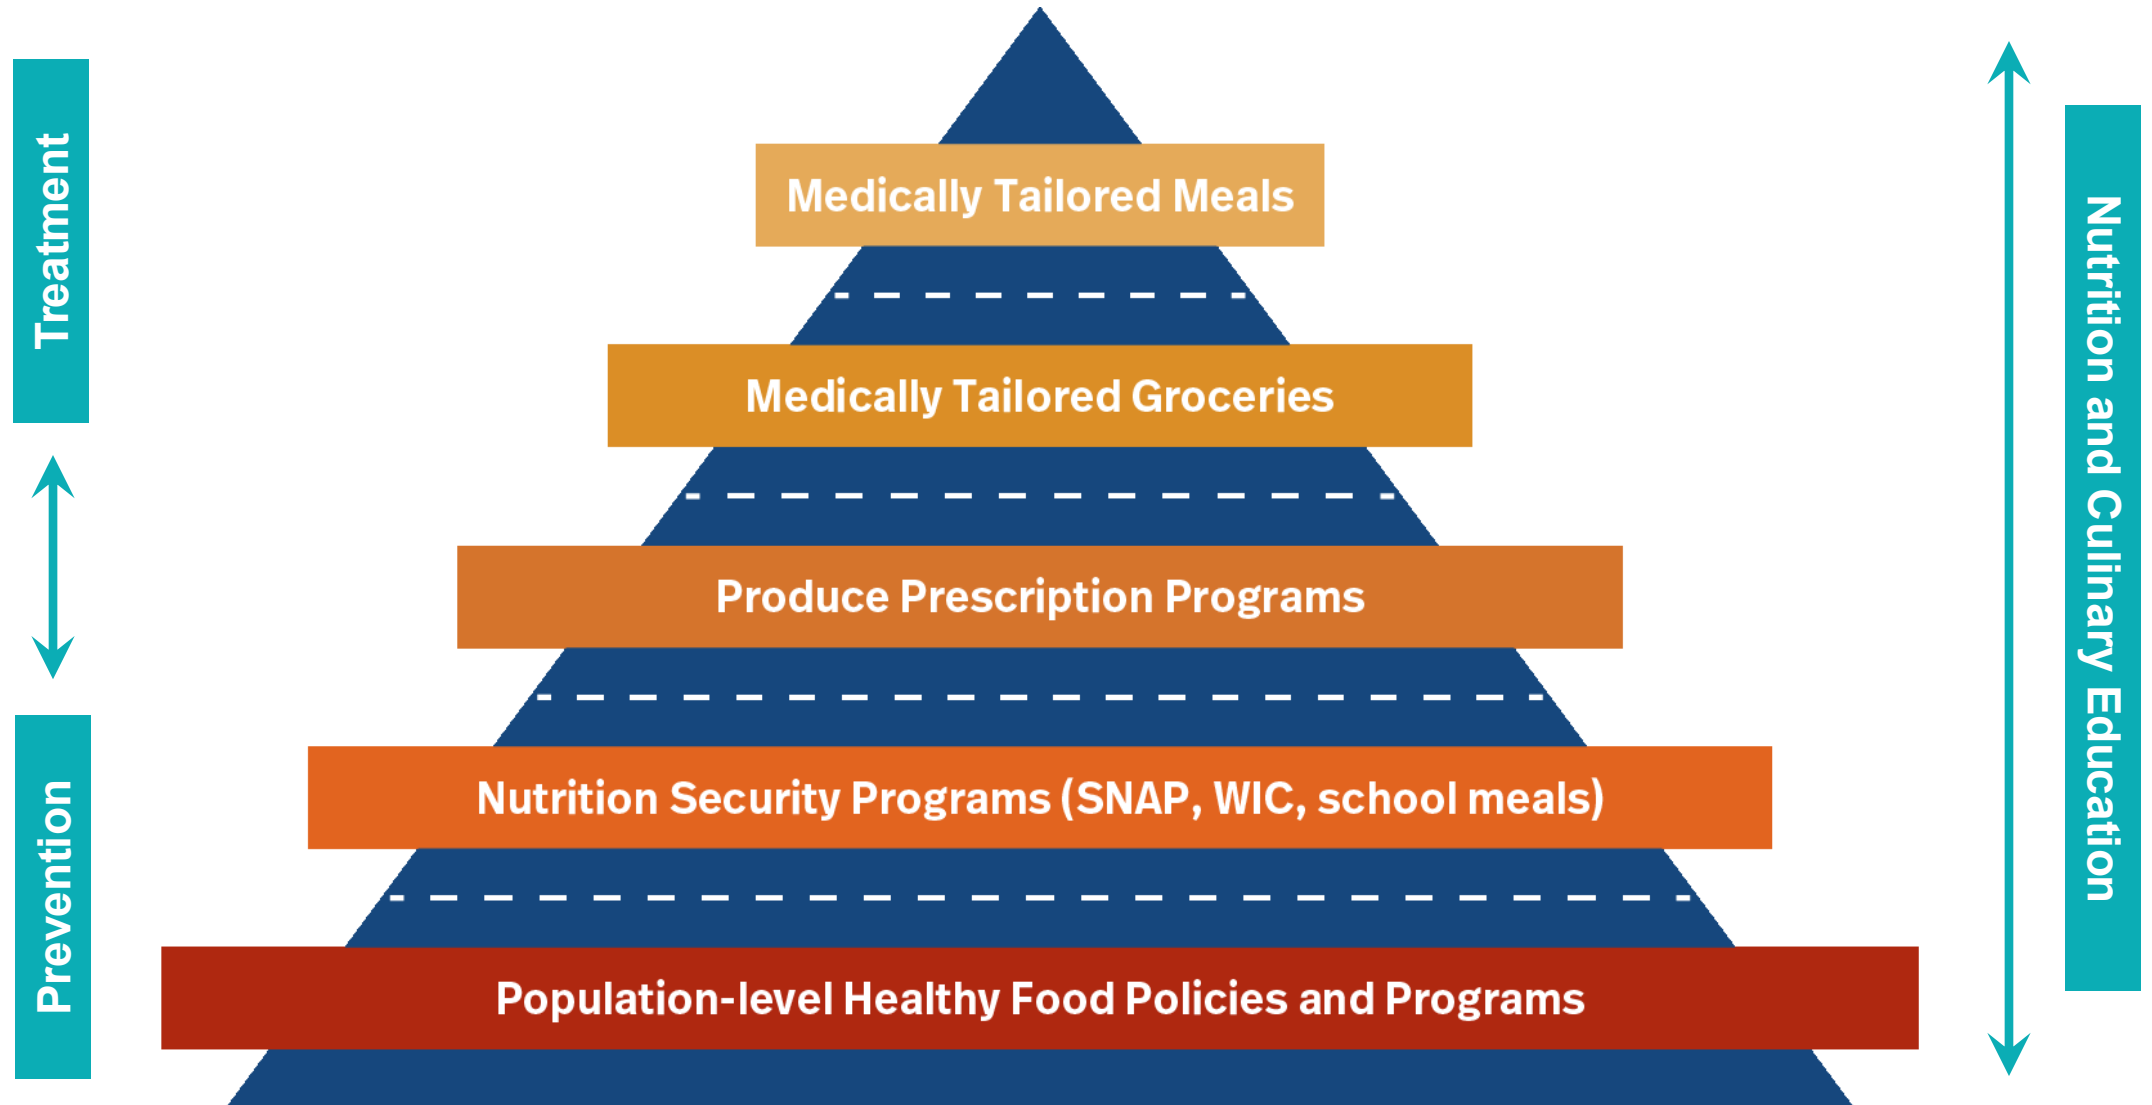 Treatment
Prevention
Medically Tailored Meals
Medically Tailored Groceries
Produce Prescription Programs
Nutrition Security Programs (SNAP, WIC, school meals)
Population-level Healthy Food Policies and Programs
Nutrition and Culinary Education